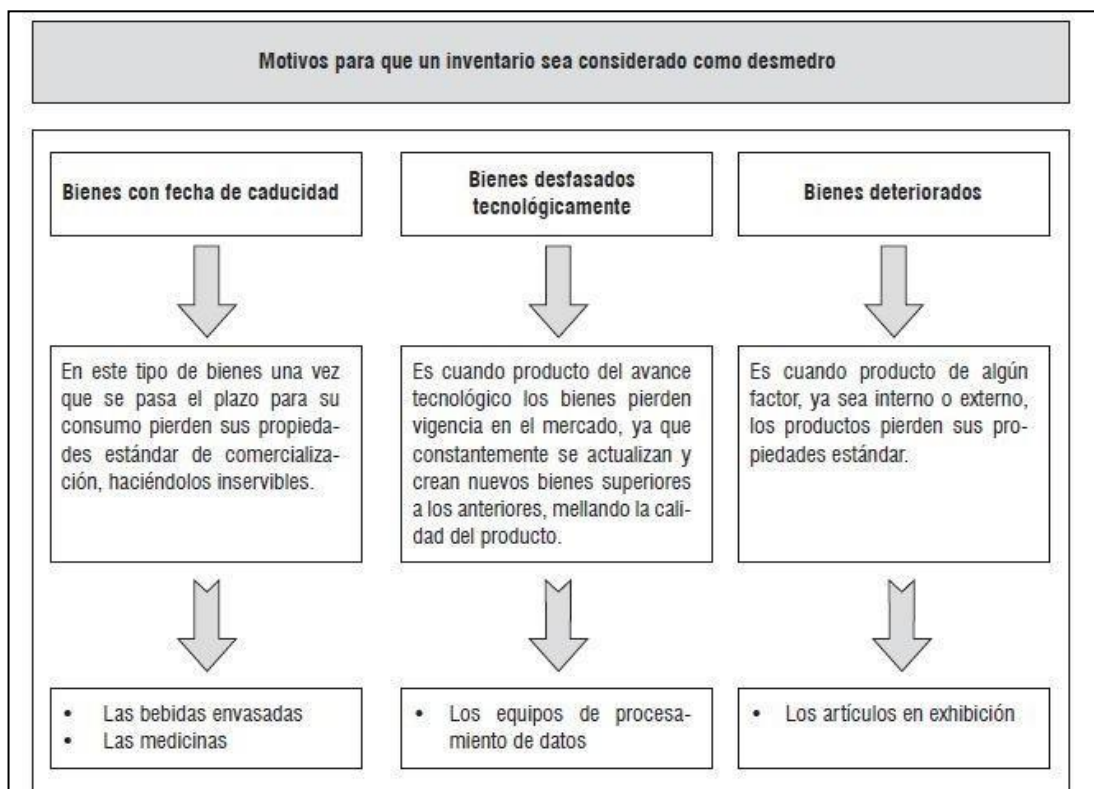 Motivos para que un inventario sea considerado como desmedro
Bienes con fecha de caducidad
En este tipo de bienes una vez
que se pasa el plazo para su
consumo pierden sus propieda-
des estándar de comercializa-
ción, haciéndolos inservibles.
• Las bebidas envasadas
• Las medicinas
Bienes desfasados
tecnológicamente
Es cuando producto del avance
tecnológico los bienes pierden
vigencia en el mercado, ya que
constantemente se actualizan y
crean nuevos bienes superiores
a los anteriores, mellando la cali-
dad del producto.
• Los equipos de procesa-
miento de datos
Bienes deteriorados
Es cuando producto de algún
factor, ya sea interno o externo,
los productos pierden sus pro-
piedades estándar.
• Los artículos en exhibición